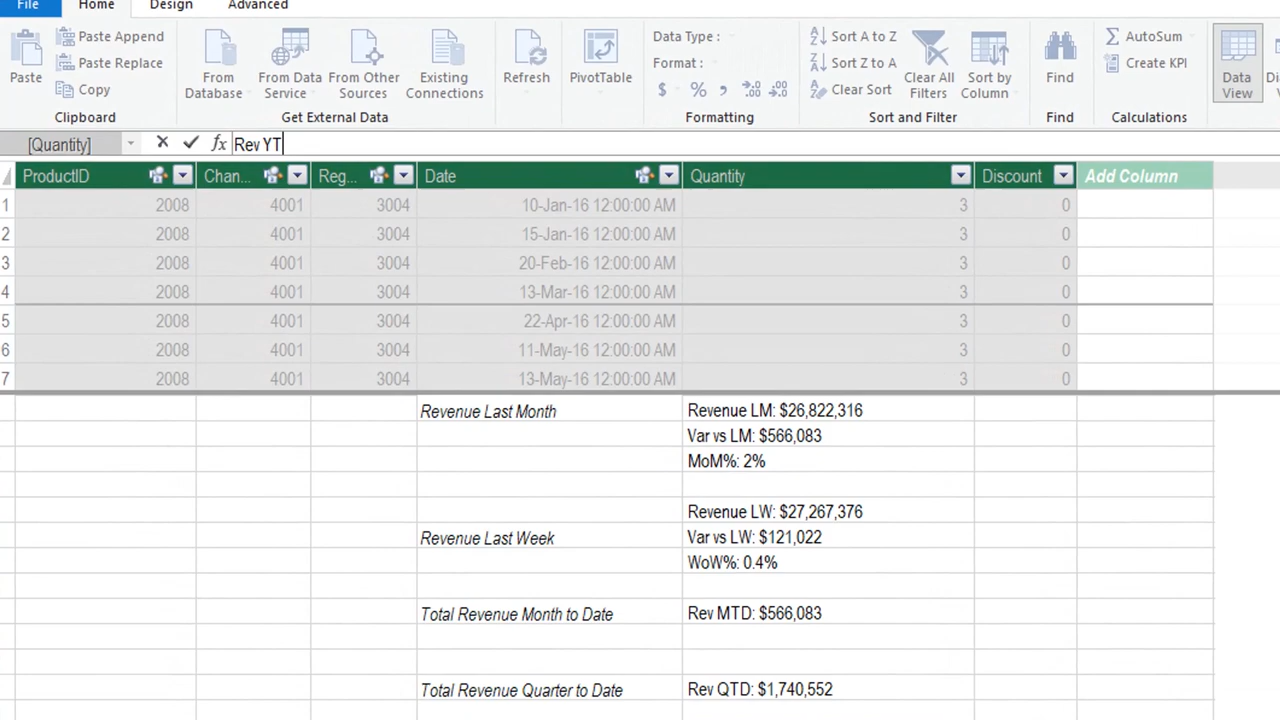 File Home Design Advanced
Paste Paste Append Paste Replace Copy
From Database From Data Service From Other Sources Existing Connections
Refresh PivotTable
Data Type : Format : $ % , .00 .00
Sort A to Z Sort Z to A Clear Sort Clear All Filters Sort by Column
Find
AutoSum Create KPI
Data View
Clipboard Get External Data Formatting Sort and Filter Find Calculations
[Quantity] fx Rev YT
ProductID Chan... Reg... Date Quantity Discount Add Column
1 2008 4001 3004 10-Jan-16 12:00:00 AM 3 0
2 2008 4001 3004 15-Jan-16 12:00:00 AM 3 0
3 2008 4001 3004 20-Feb-16 12:00:00 AM 3 0
4 2008 4001 3004 13-Mar-16 12:00:00 AM 3 0
5 2008 4001 3004 22-Apr-16 12:00:00 AM 3 0
6 2008 4001 3004 11-May-16 12:00:00 AM 3 0
7 2008 4001 3004 13-May-16 12:00:00 AM 3 0
Revenue Last Month Revenue LM: $26,822,316
Var vs LM: $566,083
MoM%: 2%
Revenue LW: $27,267,376
Revenue Last Week Var vs LW: $121,022
WoW%: 0.4%
Total Revenue Month to Date Rev MTD: $566,083
Total Revenue Quarter to Date Rev QTD: $1,740,552